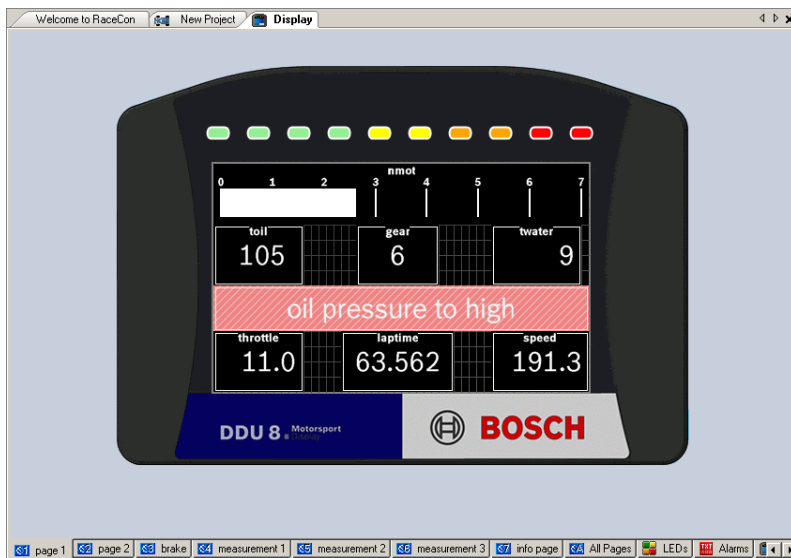 Welcome to RaceCon New Project Display
nmot
0 1 2 3 4 5 6 7
toil gear twater
105 6 9
oil pressure to high
throttle laptime speed
11.0 63.562 191.3
DDU 8 Motorsport
Display
BOSCH
page 1 page 2 brake measurement 1 measurement 2 measurement 3 info page All Pages LEDs Alarms